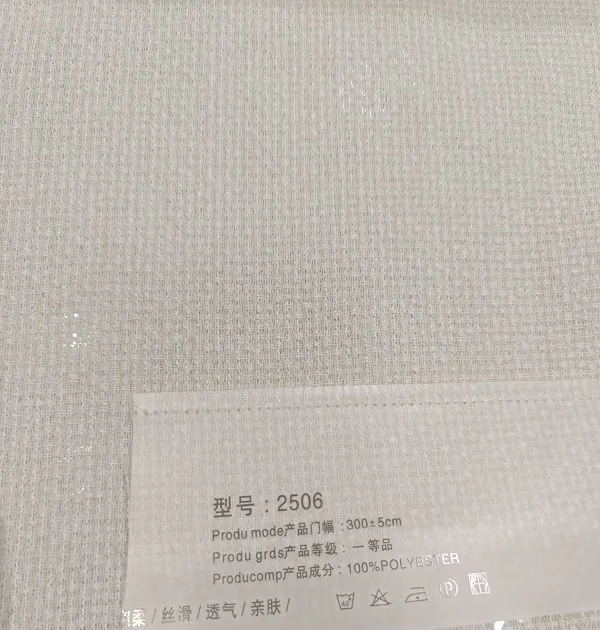 型号：2506
Produ mode产品门幅 :300±5cm
Produ grds产品等级：一等品
Producomp产品成分：100%POLYESTER
柔 / 丝滑 / 透气 / 亲肤 /
40 P